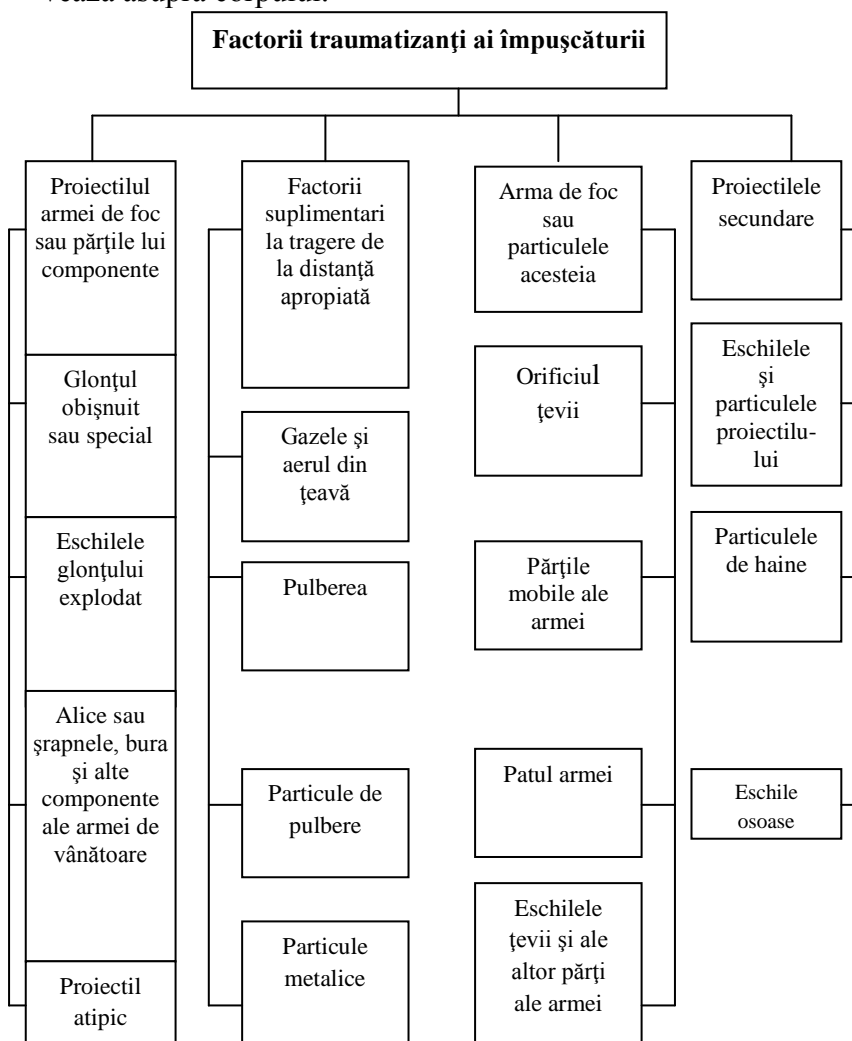 vează asupra corpului.
Factorii traumatizanţi ai împuşcăturii
Proiectilul
armei de foc
sau părţile lui
componente
Glonţul
obişnuit
sau special
Eschilele
glonţului
explodat
Alice sau
şrapnele, bura
şi alte
componente
ale armei de
vânătoare
Proiectil
atipic
Factorii
suplimentari
la tragere de
la distanţă
apropiată
Gazele şi
aerul din
ţeavă
Pulberea
Particule de
pulbere
Particule
metalice
Arma de foc
sau
particulele
acesteia
Orificiul
ţevii
Părţile
mobile ale
armei
Patul armei
Eschilele
ţevii şi ale
altor părţi
ale armei
Proiectilele
secundare
Eschilele
şi
particulele
proiectilu-
lui
Particulele
de haine
Eschile
osoase